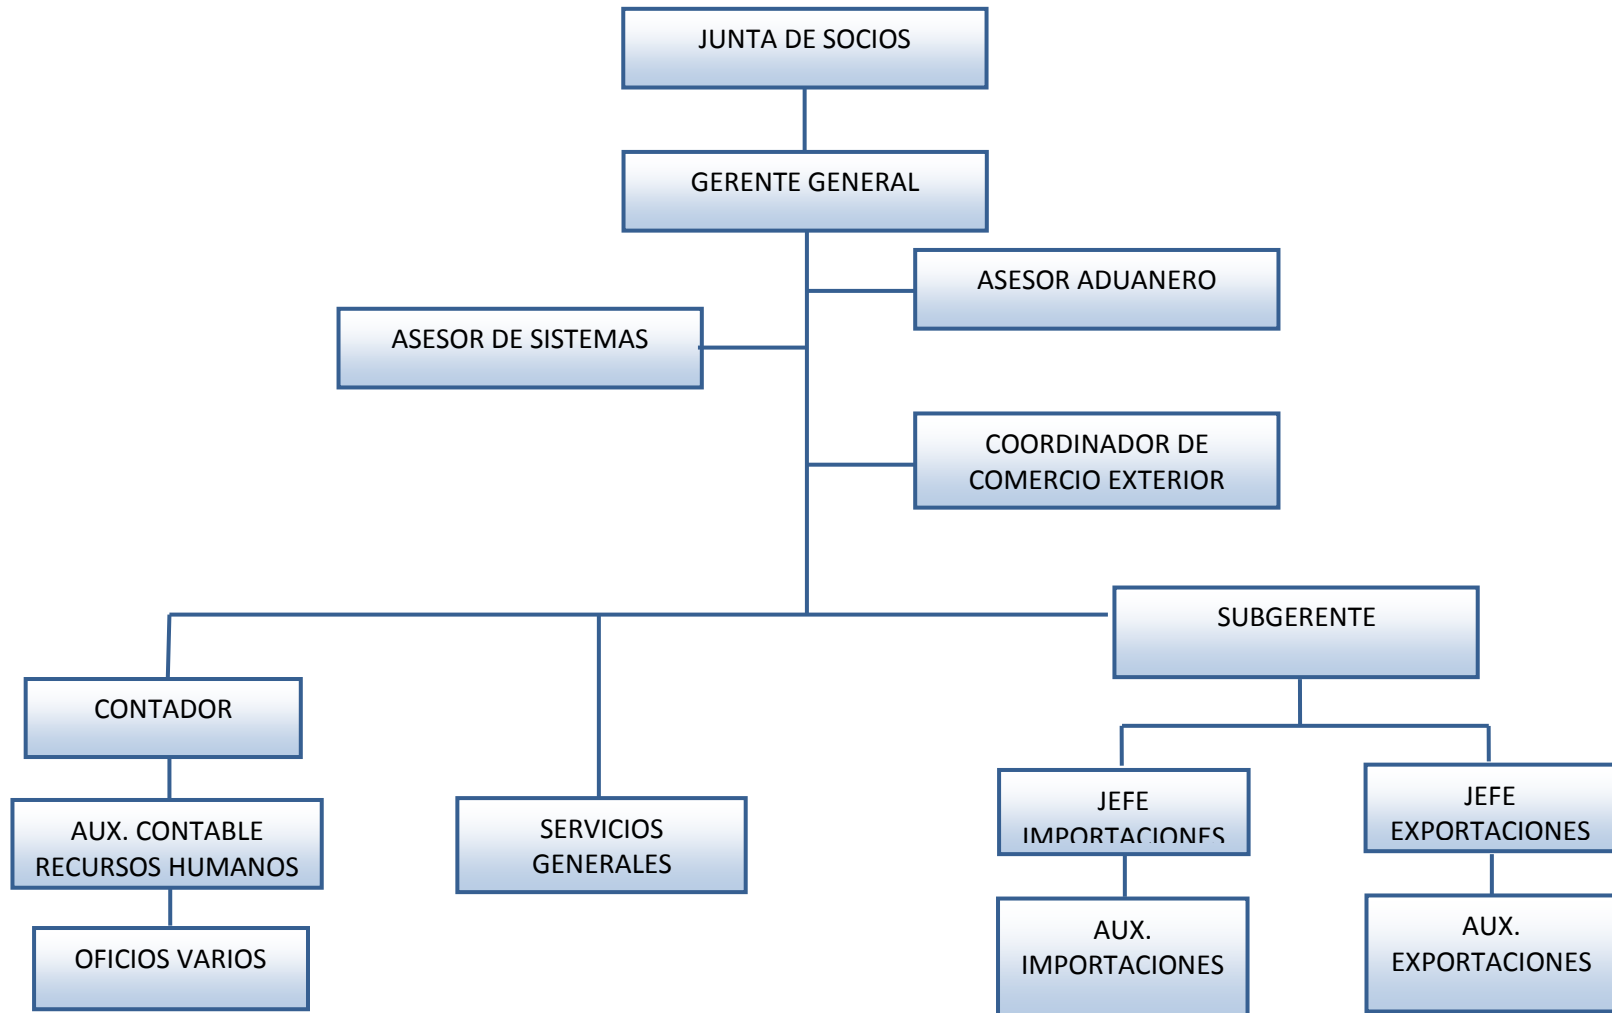 JUNTA DE SOCIOS
GERENTE GENERAL
ASESOR ADUANERO
ASESOR DE SISTEMAS
COORDINADOR DE
COMERCIO EXTERIOR
SUBGERENTE
CONTADOR
AUX. CONTABLE
RECURSOS HUMANOS
OFICIOS VARIOS
SERVICIOS
GENERALES
JEFE
IMPORTACIONES
AUX.
IMPORTACIONES
JEFE
EXPORTACIONES
AUX.
EXPORTACIONES